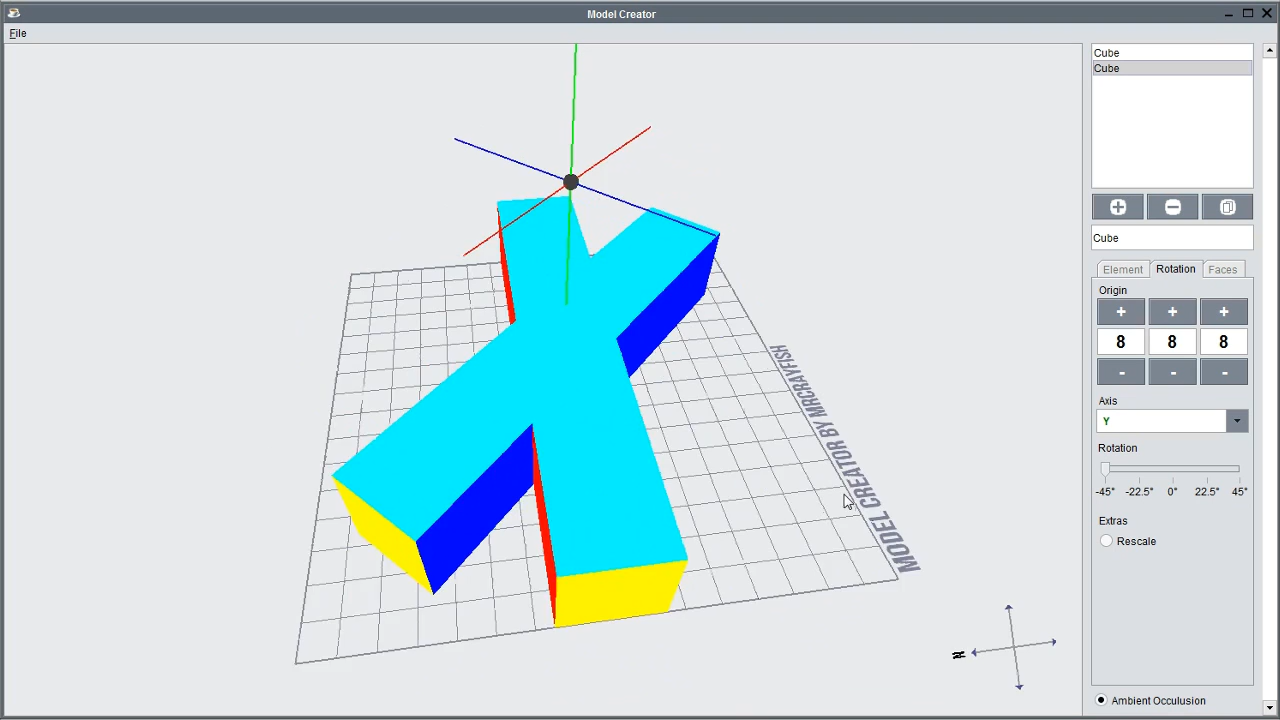 Model Creator
File
Cube
Cube
Cube
Element Rotation Faces
Origin
+ + +
8 8 8
- - -
Axis
Y
Rotation
-45° -22.5° 0° 22.5° 45°
Extras
Rescale
Ambient Occulusion
MODEL CREATOR BY MRCRAYFISH